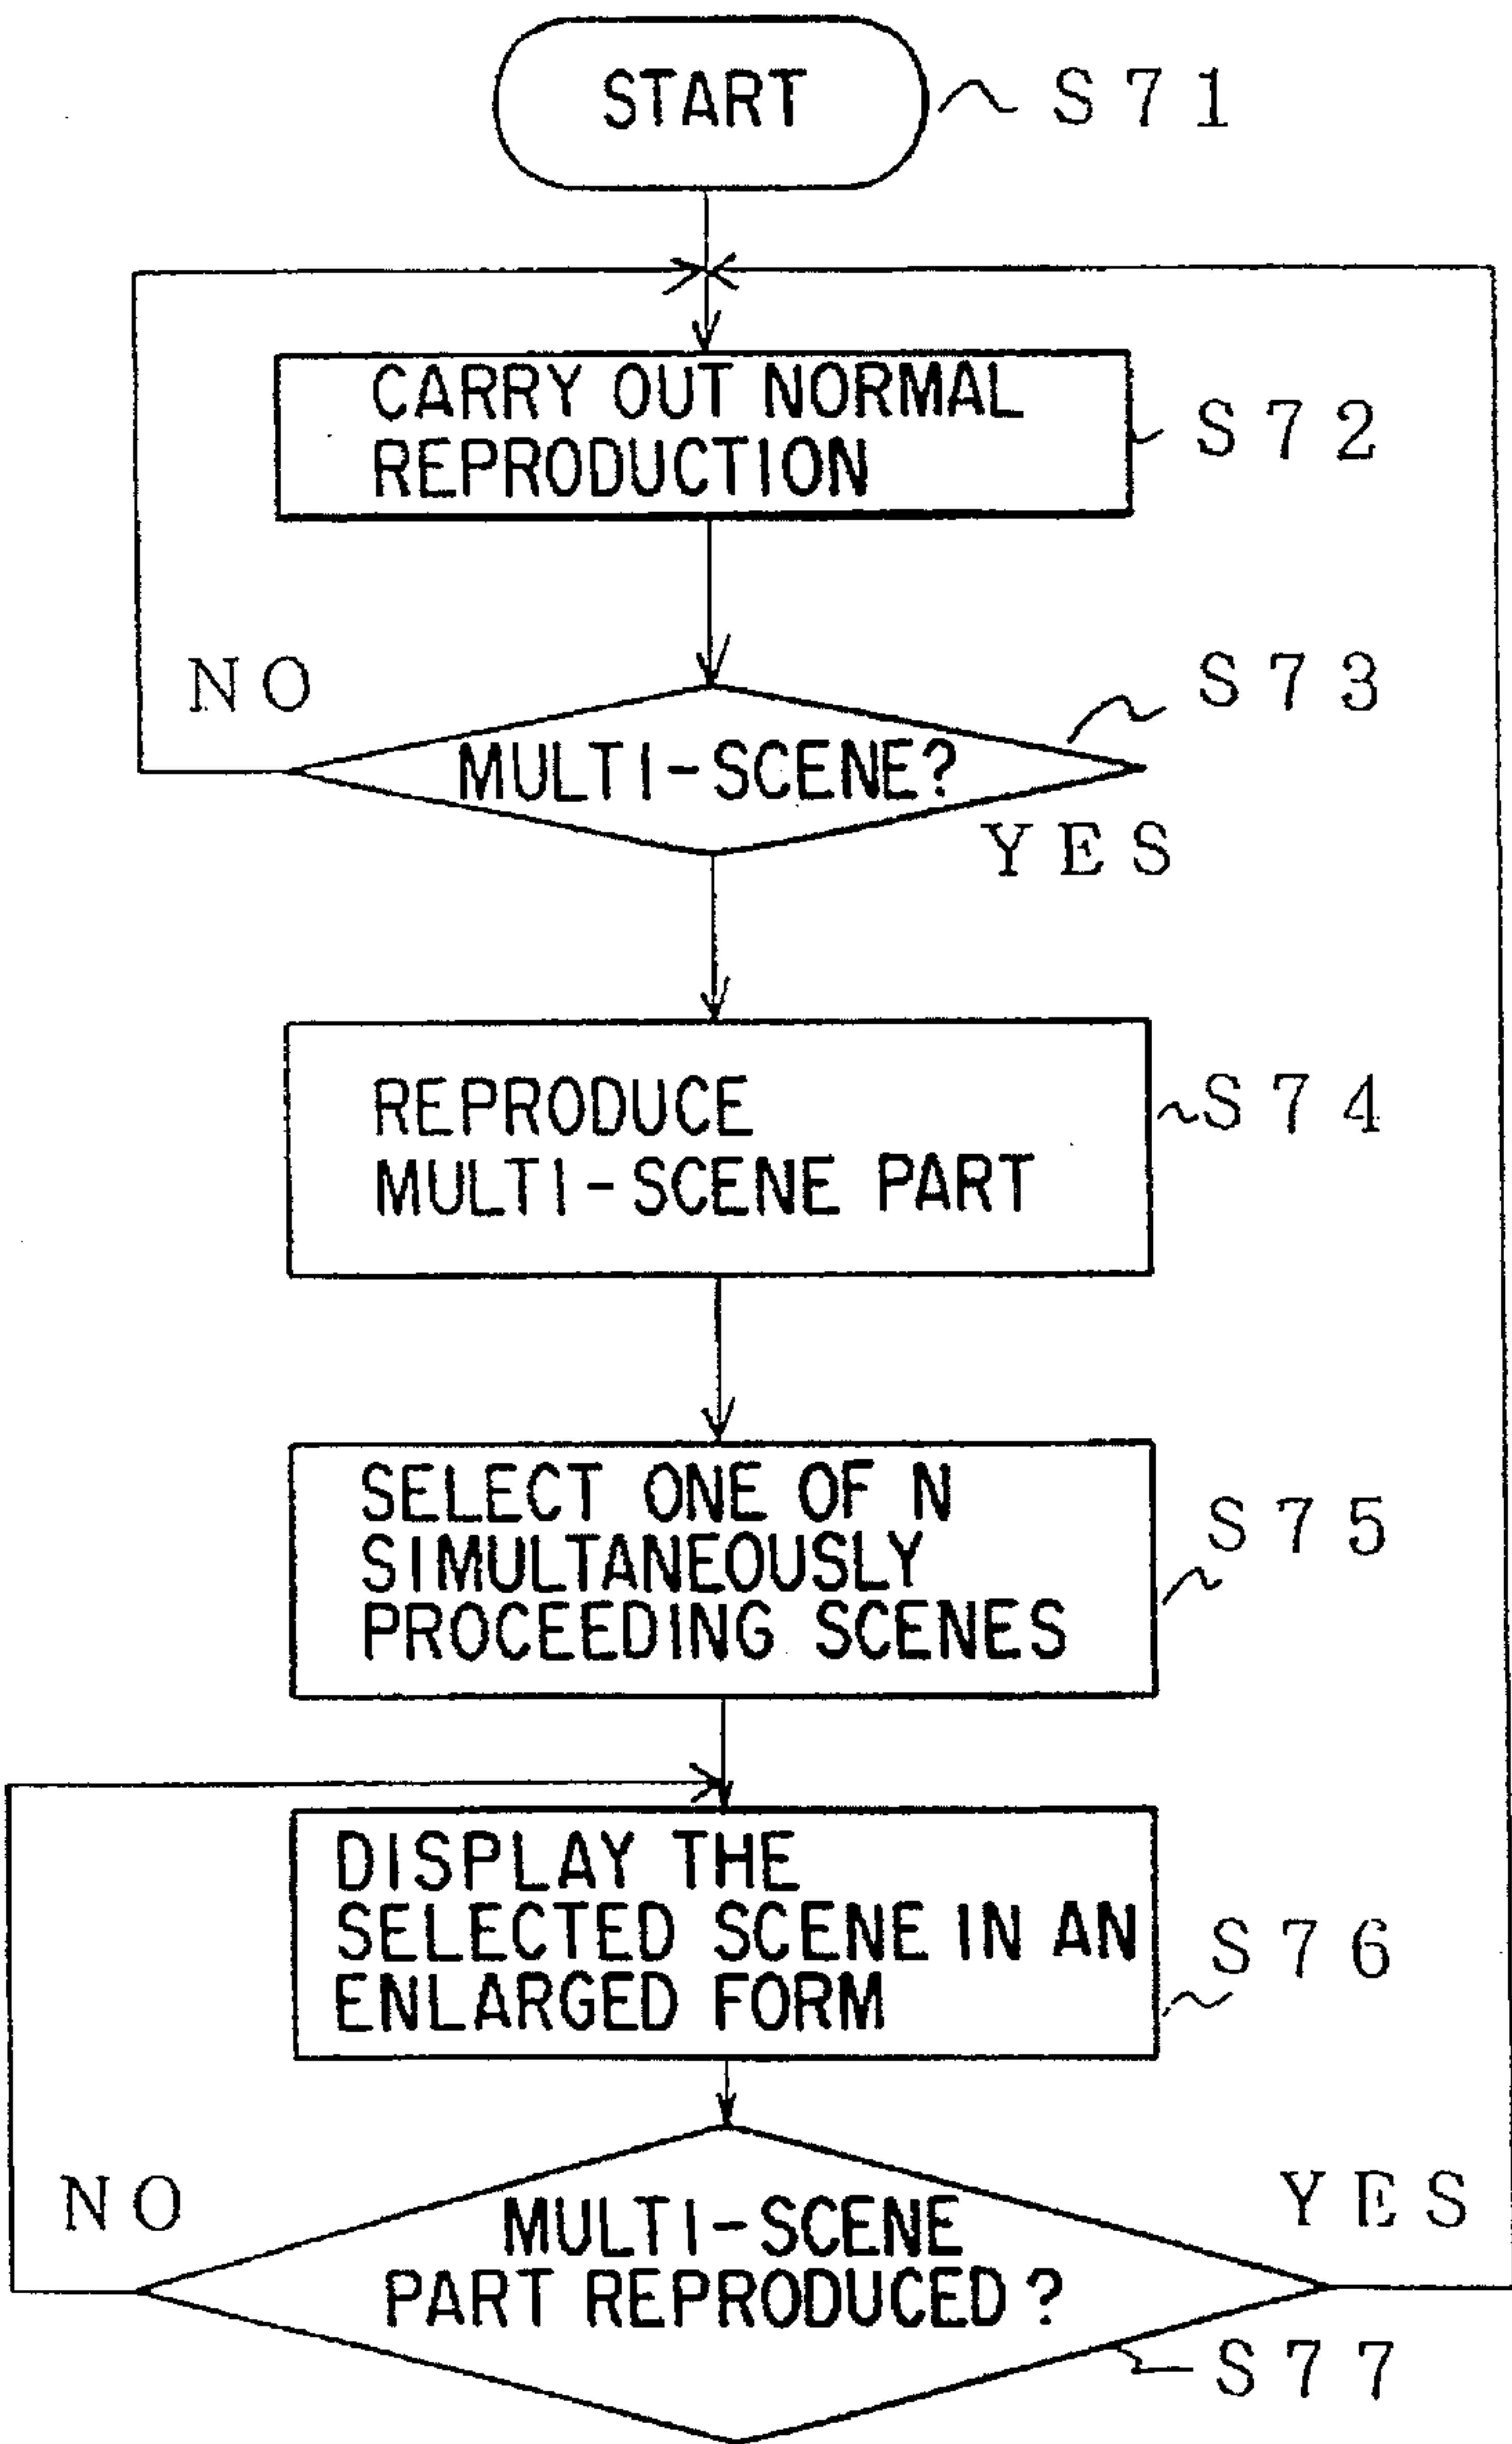 START
S71
CARRY OUT NORMAL
REPRODUCTION
S72
NO
S73
MULTI-SCENE?
YES
REPRODUCE
MULTI-SCENE PART
S74
SELECT ONE OF N
SIMULTANEOUSLY
PROCEEDING SCENES
S75
DISPLAY THE
SELECTED SCENE IN AN
ENLARGED FORM
S76
NO
YES
MULTI-SCENE
PART REPRODUCED?
S77